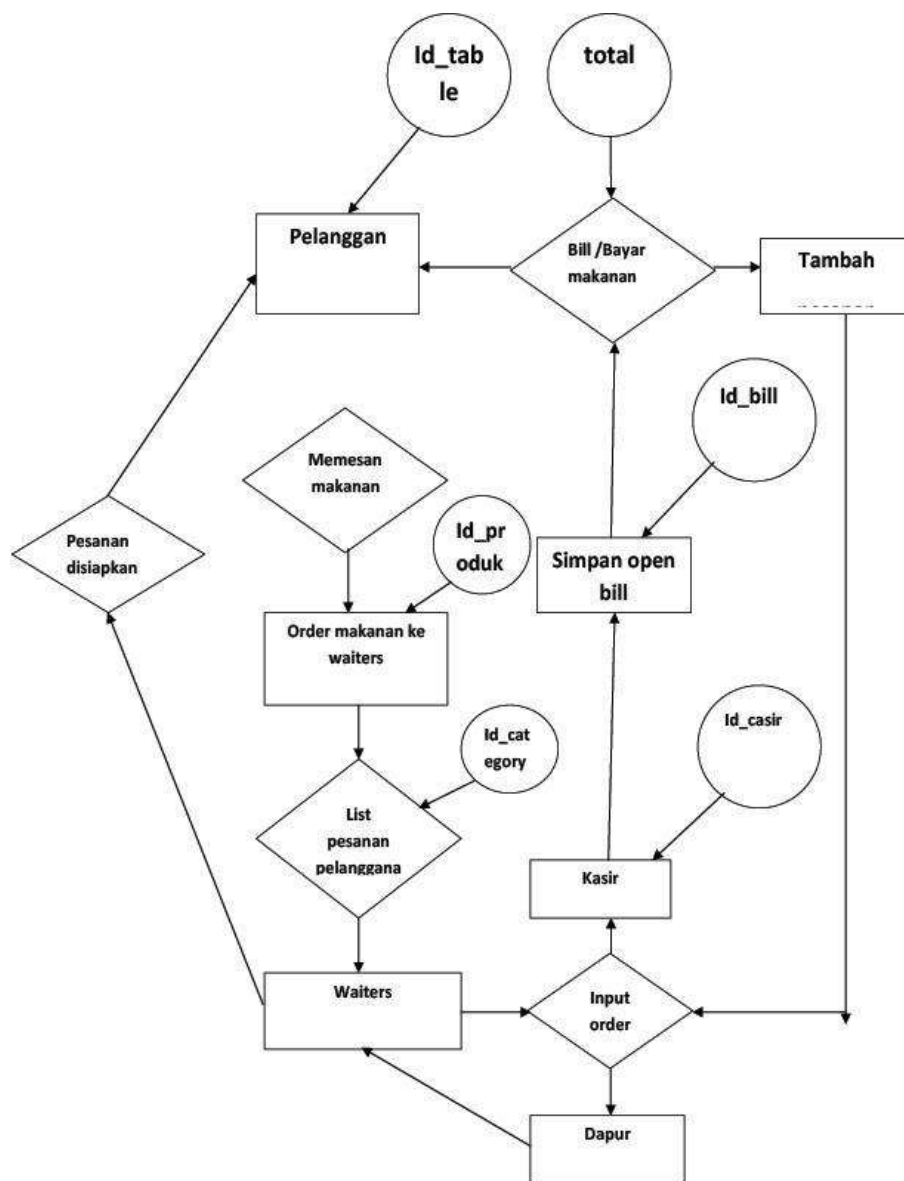 Id_tab
le
total
Pelanggan
Bill /Bayar
makanan
Tambah
Id_bill
Memesan
makanan
Id_pr
oduk
Pesanan
disiapkan
Simpan open
bill
Order makanan ke
waiters
Id_cat
egory
Id_casir
List
pesanan
pelanggana
Kasir
Waiters
Input
order
Dapur